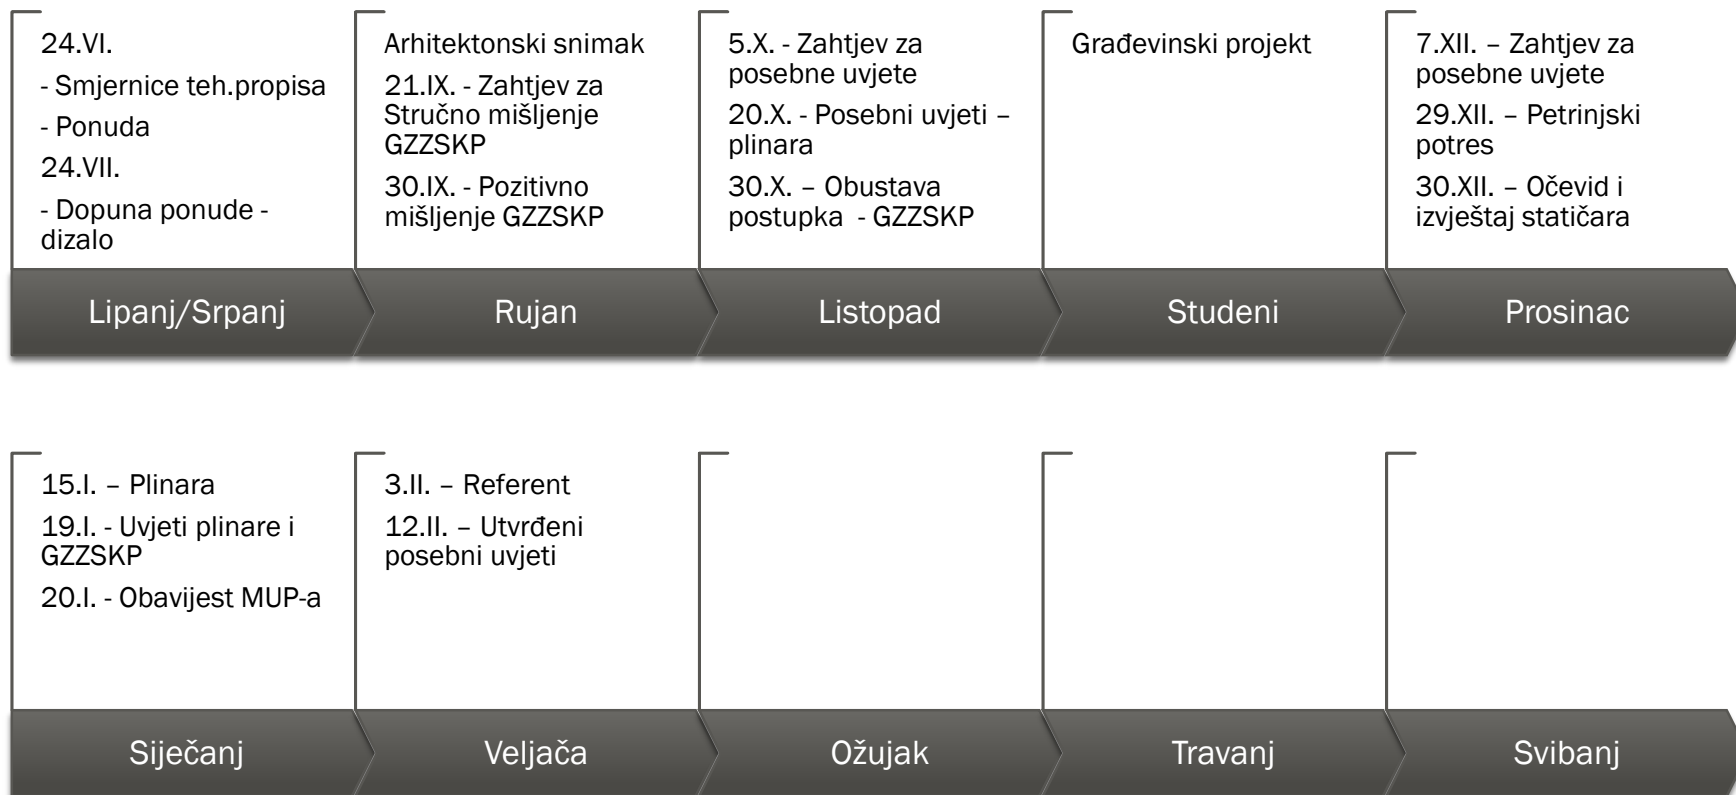 24.VI.
- Smjernice teh.propisa
- Ponuda
24.VII.
- Dopuna ponude -
dizalo
Arhitektonski snimak
21.IX. - Zahtjev za
Stručno mišljenje
GZZSKP
30.IX. - Pozitivno
mišljenje GZZSKP
5.X. - Zahtjev za
posebne uvjete
20.X. - Posebni uvjeti –
plinara
30.X. – Obustava
postupka  - GZZSKP
Građevinski projekt
7.XII. – Zahtjev za
posebne uvjete
29.XII. – Petrinjski
potres
30.XII. – Očevid i
izvještaj statičara
Lipanj/Srpanj
Rujan
Listopad
Studeni
Prosinac
15.I. – Plinara
19.I. - Uvjeti plinare i
GZZSKP
20.I. - Obavijest MUP-a
3.II. – Referent
12.II. – Utvrđeni
posebni uvjeti
Siječanj
Veljača
Ožujak
Travanj
Svibanj